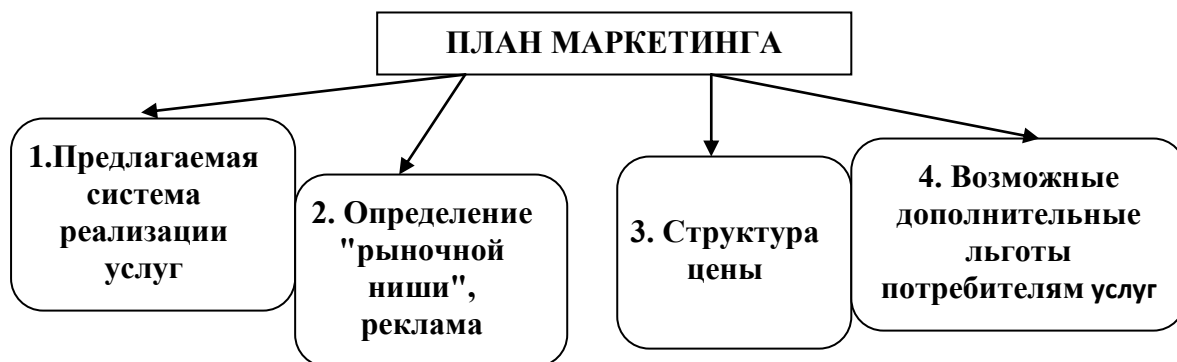 ПЛАН МАРКЕТИНГА
1.Предлагаемая
система
реализации
услуг
2. Определение
"рыночной
ниши",
реклама
3. Структура
цены
4. Возможные
дополнительные
льготы
потребителям услуг